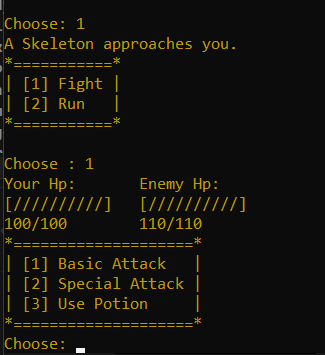 Choose: 1
A Skeleton approaches you.
*===========*
| [1] Fight |
| [2] Run   |
*===========*
Choose : 1
Your Hp:       Enemy Hp:
[//////////]   [//////////]
100/100        110/110
*====================*
| [1] Basic Attack   |
| [2] Special Attack |
| [3] Use Potion     |
*====================*
Choose: